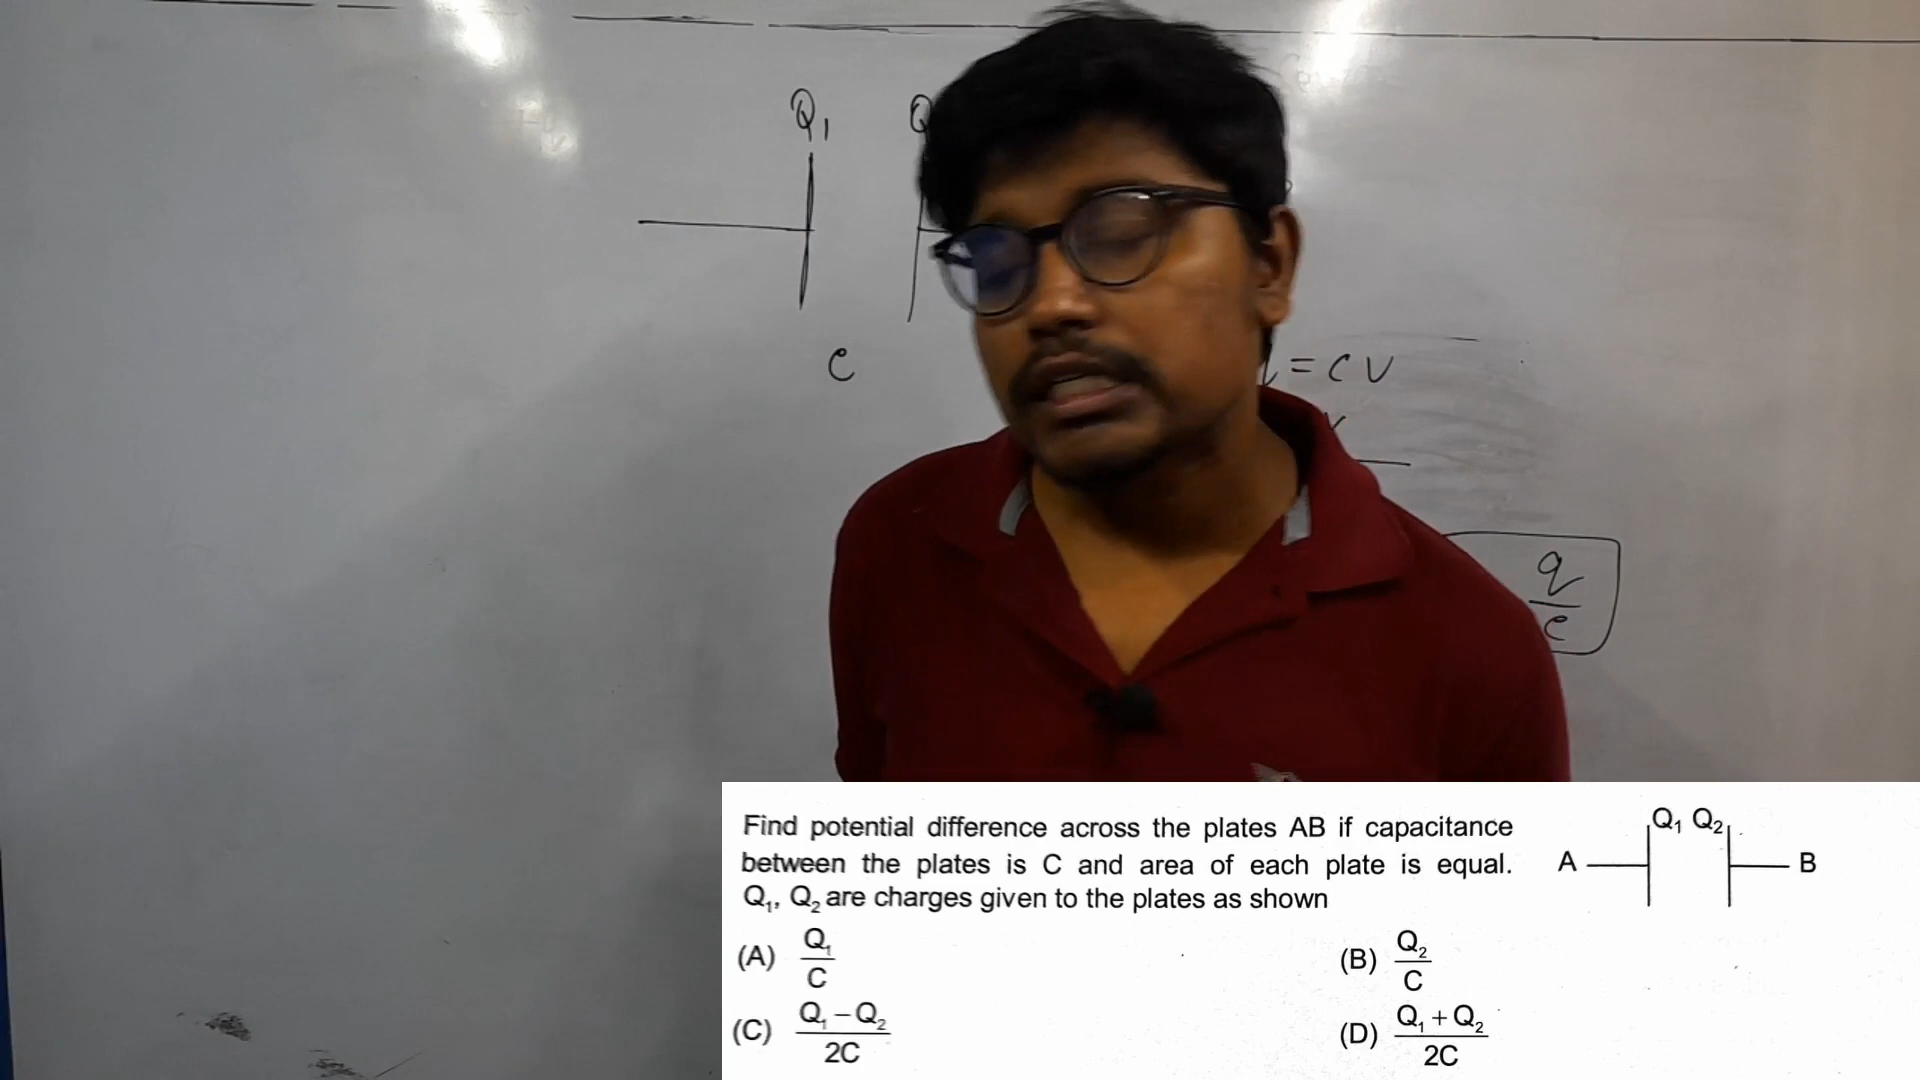 Q₁ Q
C
= CV
q
c
Find potential difference across the plates AB if capacitance
between the plates is C and area of each plate is equal.
Q₁, Q₂ are charges given to the plates as shown
Q₁ Q₂
A B
(A) Q₁/C
(B) Q₂/C
(C) (Q₁ – Q₂)/2C
(D) (Q₁ + Q₂)/2C